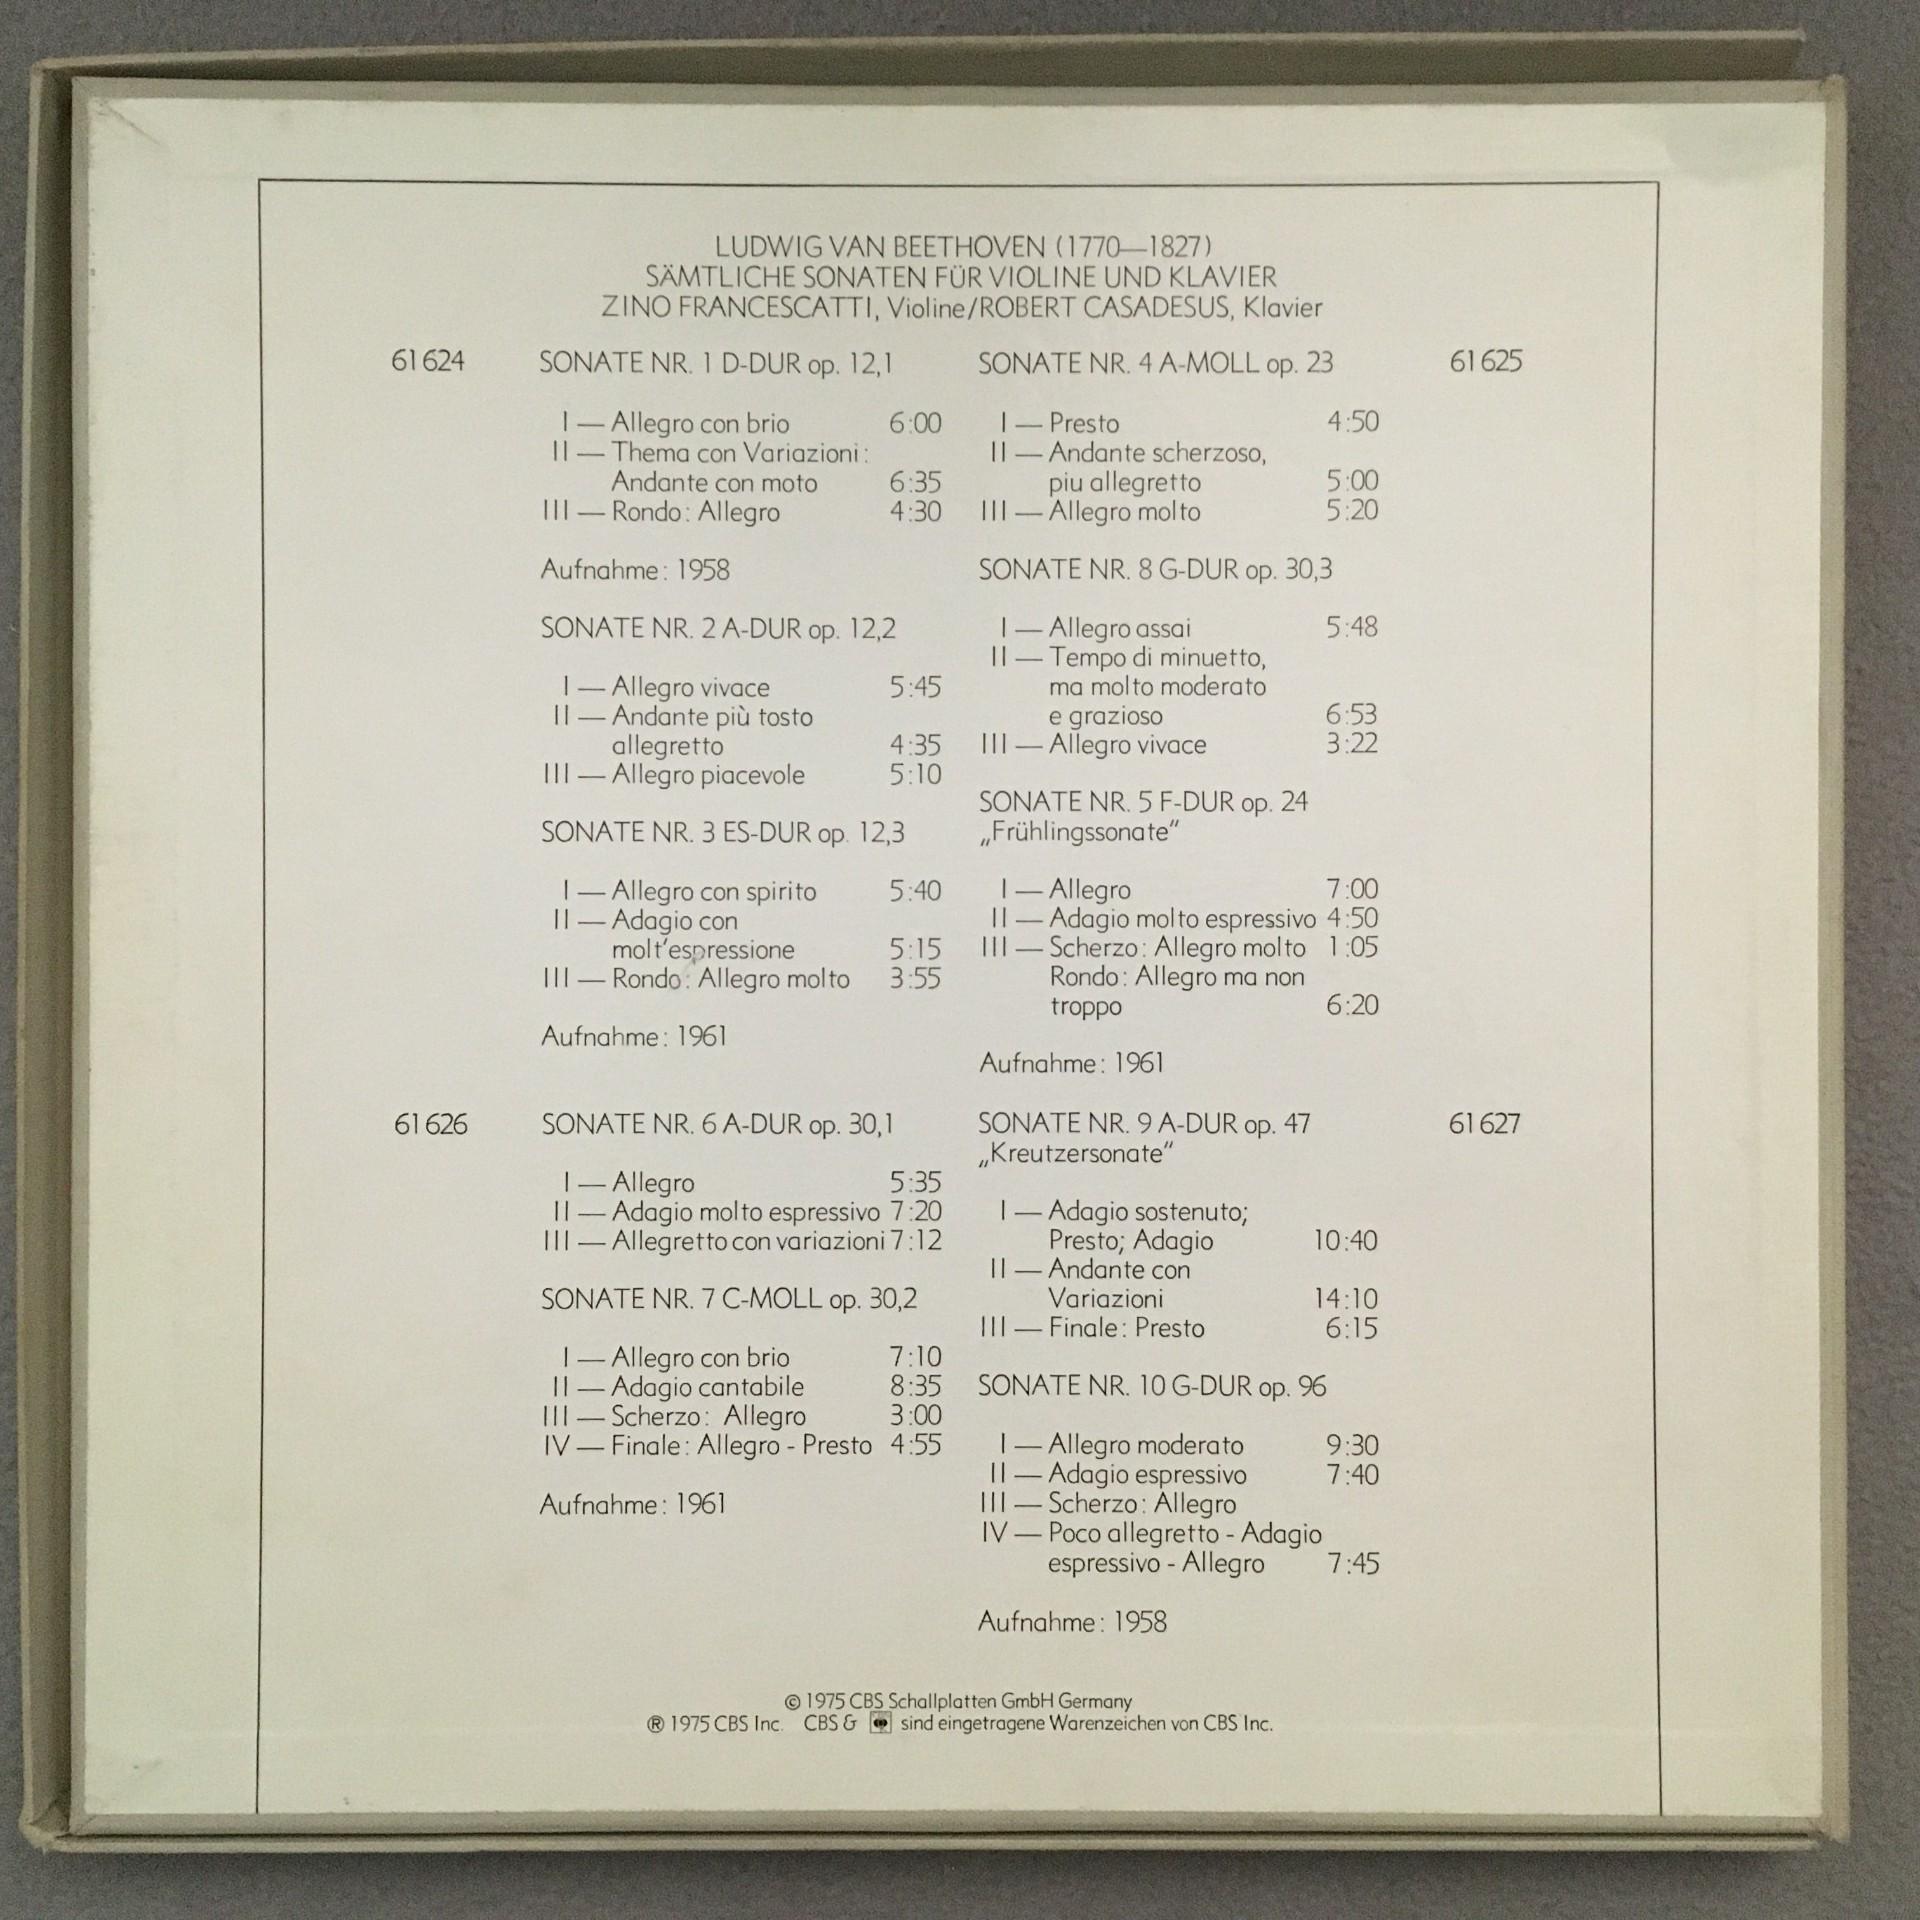 LUDWIG VAN BEETHOVEN (1770—1827)
SÄMTLICHE SONATEN FÜR VIOLINE UND KLAVIER
ZINO FRANCESCATTI, Violine/ROBERT CASADESUS, Klavier
61 624
SONATE NR. 1 D-DUR op. 12,1
I — Allegro con brio 6:00
II — Thema con Variazioni:
Andante con moto 6:35
III — Rondo: Allegro 4:30
Aufnahme: 1958
SONATE NR. 2 A-DUR op. 12,2
I — Allegro vivace 5:45
II — Andante più tosto
allegretto 4:35
III — Allegro piacevole 5:10
SONATE NR. 3 ES-DUR op. 12,3
I — Allegro con spirito 5:40
II — Adagio con
molt'espressione 5:15
III — Rondo: Allegro molto 3:55
Aufnahme: 1961
SONATE NR. 4 A-MOLL op. 23 61 625
I — Presto 4:50
II — Andante scherzoso,
piu allegretto 5:00
III — Allegro molto 5:20
SONATE NR. 8 G-DUR op. 30,3
I — Allegro assai 5:48
II — Tempo di minuetto,
ma molto moderato
e grazioso 6:53
III — Allegro vivace 3:22
SONATE NR. 5 F-DUR op. 24
„Frühlingssonate“
I — Allegro 7:00
II — Adagio molto espressivo 4:50
III — Scherzo: Allegro molto 1:05
Rondo: Allegro ma non
troppo 6:20
Aufnahme: 1961
61 626
SONATE NR. 6 A-DUR op. 30,1
I — Allegro 5:35
II — Adagio molto espressivo 7:20
III — Allegretto con variazioni 7:12
SONATE NR. 7 C-MOLL op. 30,2
I — Allegro con brio 7:10
II — Adagio cantabile 8:35
III — Scherzo: Allegro 3:00
IV — Finale: Allegro - Presto 4:55
Aufnahme: 1961
SONATE NR. 9 A-DUR op. 47 61 627
„Kreutzersonate“
I — Adagio sostenuto;
Presto; Adagio 10:40
II — Andante con
Variazioni 14:10
III — Finale: Presto 6:15
SONATE NR. 10 G-DUR op. 96
I — Allegro moderato 9:30
II — Adagio espressivo 7:40
III — Scherzo: Allegro
IV — Poco allegretto - Adagio
espressivo - Allegro 7:45
Aufnahme: 1958
© 1975 CBS Schallplatten GmbH Germany
® 1975 CBS Inc. CBS & sind eingetragene Warenzeichen von CBS Inc.